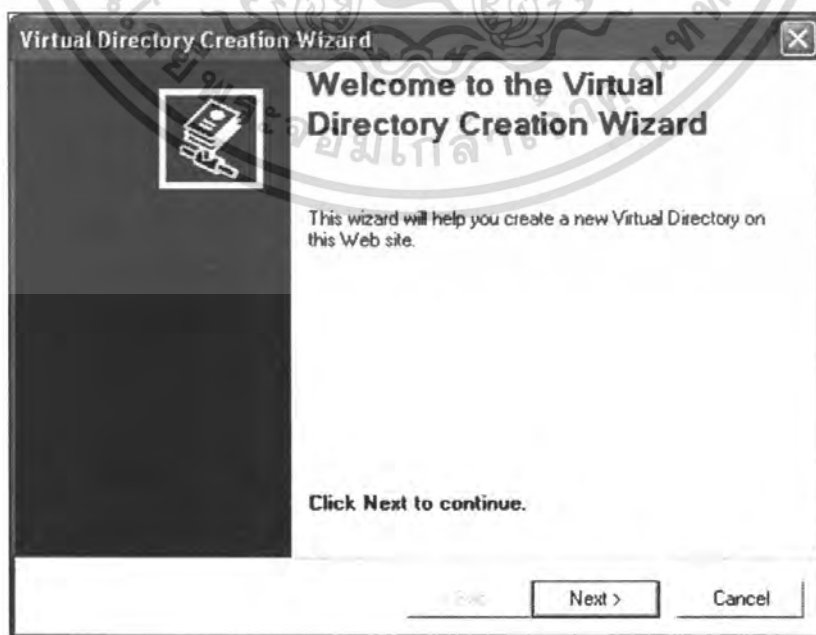 Virtual Directory Creation Wizard
Welcome to the Virtual
Directory Creation Wizard
This wizard will help you create a new Virtual Directory on
this Web site.
Click Next to continue.
Next >
Cancel